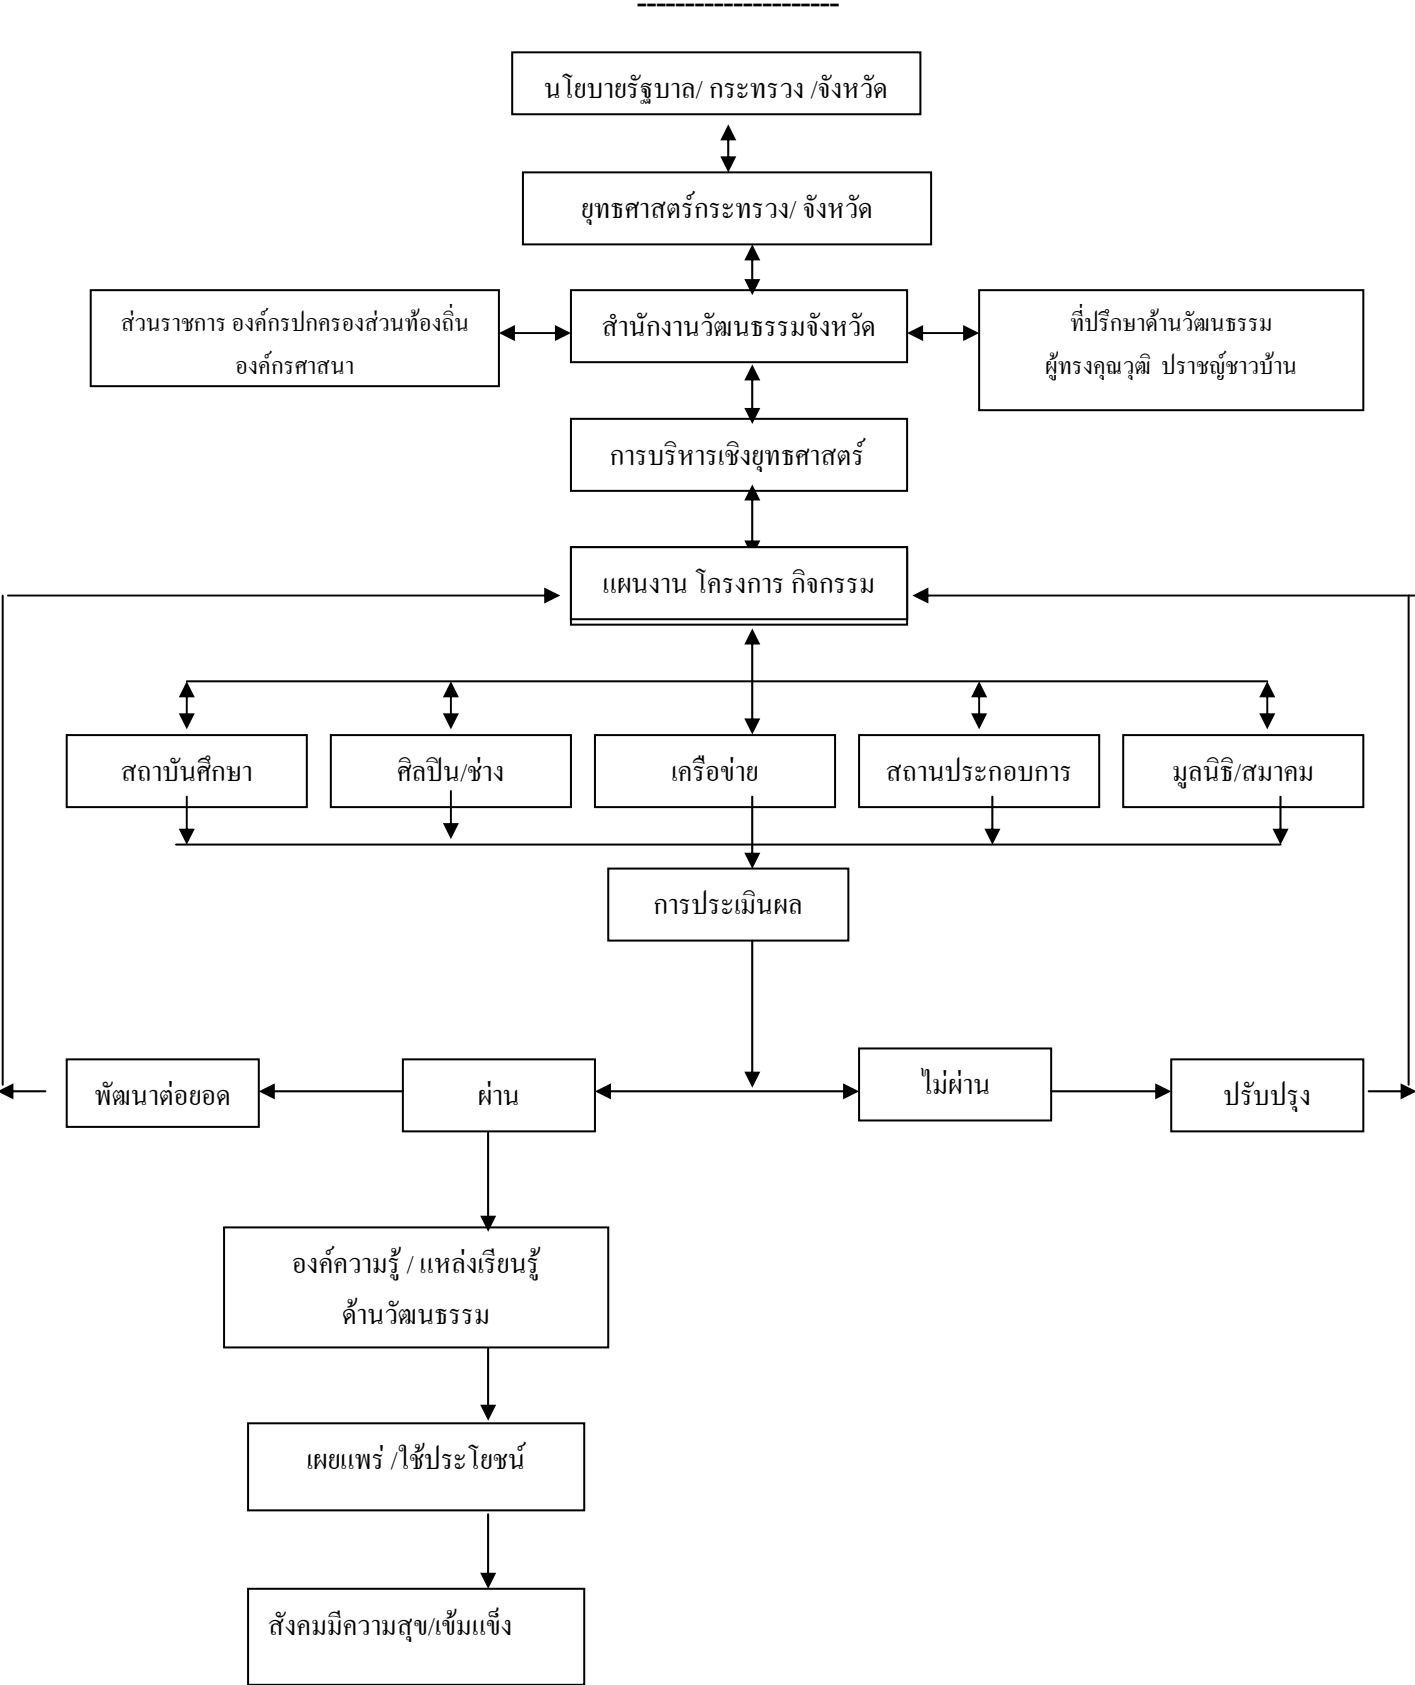 --------------------
นโยบายรัฐบาล/ กระทรวง /จังหวัด
ยุทธศาสตร์กระทรวง/ จังหวัด
ส่วนราชการ องค์กรปกครองส่วนท้องถิ่น
องค์กรศาสนา
สำนักงานวัฒนธรรมจังหวัด
ที่ปรึกษาด้านวัฒนธรรม
ผู้ทรงคุณวุฒิ ปราชญ์ชาวบ้าน
การบริหารเชิงยุทธศาสตร์
แผนงาน โครงการ กิจกรรม
สถาบันศึกษา
ศิลปิน/ช่าง
เครือข่าย
สถานประกอบการ
มูลนิธิ/สมาคม
การประเมินผล
พัฒนาต่อยอด
ผ่าน
ไม่ผ่าน
ปรับปรุง
องค์ความรู้ / แหล่งเรียนรู้
ด้านวัฒนธรรม
เผยแพร่ /ใช้ประโยชน์
สังคมมีความสุข/เข้มแข็ง